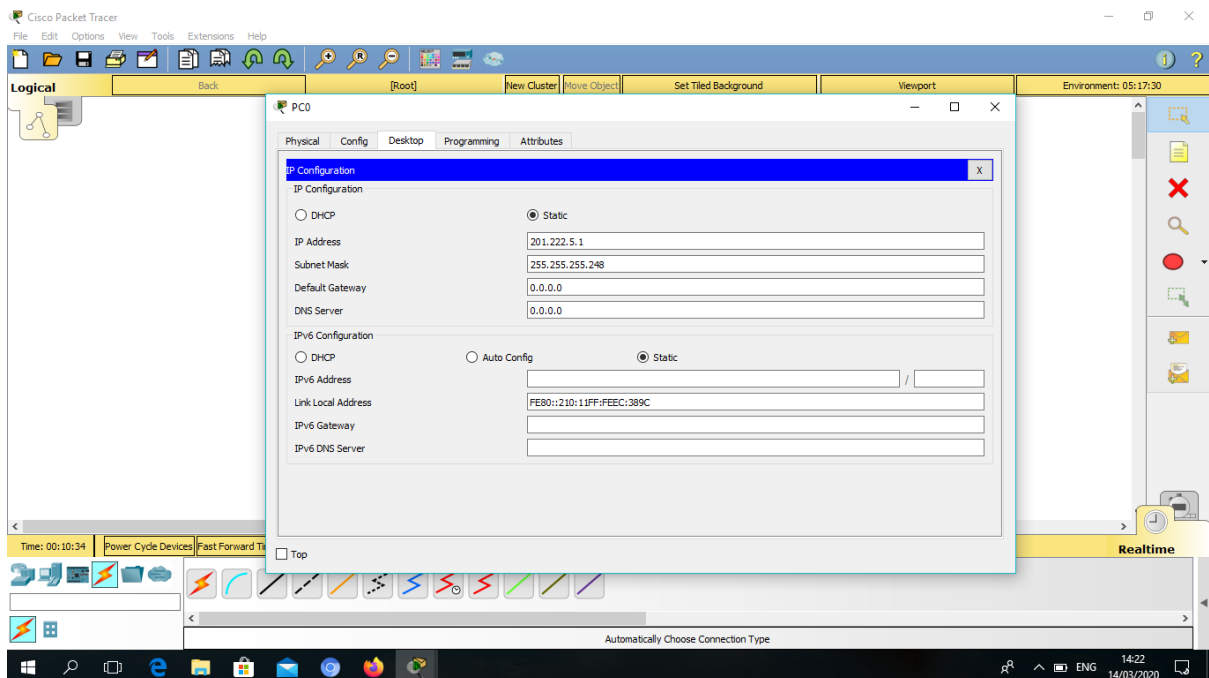 Cisco Packet Tracer
File Edit Options View Tools Extensions Help
Logical Back [Root] New Cluster Move Object Set Tiled Background Viewport Environment: 05:17:30
PC0
Physical Config Desktop Programming Attributes
IP Configuration X
IP Configuration
DHCP Static
IP Address 201.222.5.1
Subnet Mask 255.255.255.248
Default Gateway 0.0.0.0
DNS Server 0.0.0.0
IPv6 Configuration
DHCP Auto Config Static
IPv6 Address /
Link Local Address FE80::210:11FF:FEEC:389C
IPv6 Gateway
IPv6 DNS Server
Top
Time: 00:10:34 Power Cycle Devices Fast Forward Ti Realtime
Automatically Choose Connection Type
ENG 14:22
14/03/2020